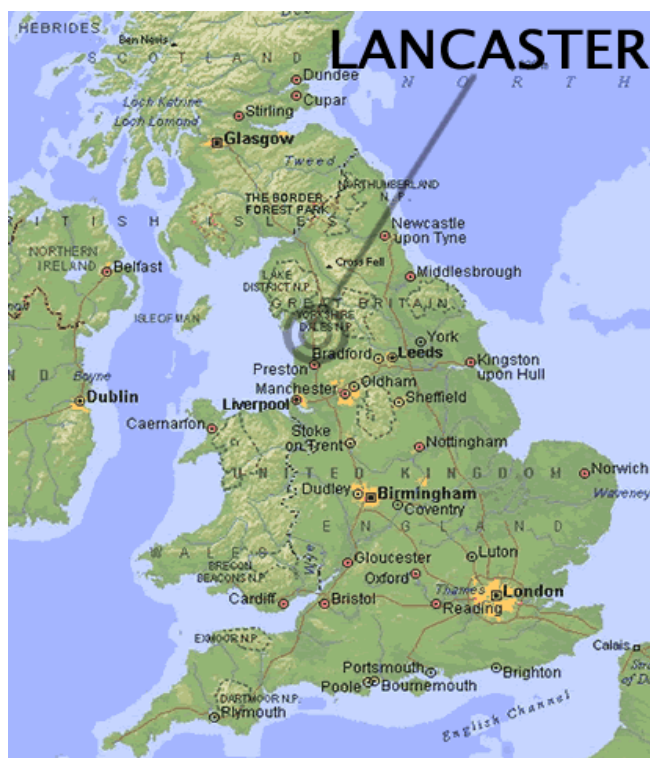 HEBRIDES
LANCASTER
Ben Nevis
SCOTLAND
Dundee
NORTH
Loch Katrine
Cupar
Loch Lomond
Stirling
Glasgow
Tweed
NORTHUMBERLAND
N.P.
THE BORDER
FOREST PARK
BRITISH ISLES
Newcastle
upon Tyne
NORTHERN
IRELAND
Belfast
Cross Fell
LAKE
DISTRICT N.P.
Middlesbrough
GREAT BRITAIN
ISLE OF MAN
YORKSHIRE
DALES N.P.
York
Bradford
Leeds
Preston
Kingston
upon Hull
ND
Boyne
Dublin
Manchester
Oldham
Liverpool
Sheffield
Caernarfon
Stoke
on Trent
Nottingham
UNITED KINGDOM
Norwich
Dudley
Birmingham
Waveney
Coventry
ENGLAND
WALES
Wye
Gloucester
Luton
BRECON
BEACONS N.P.
Oxford
Thames
London
Cardiff
Bristol
Reading
EXMOOR N.P.
Calais
Portsmouth
Brighton
Poole
Bournemouth
DARTMOOR N.P.
Plymouth
English Channel